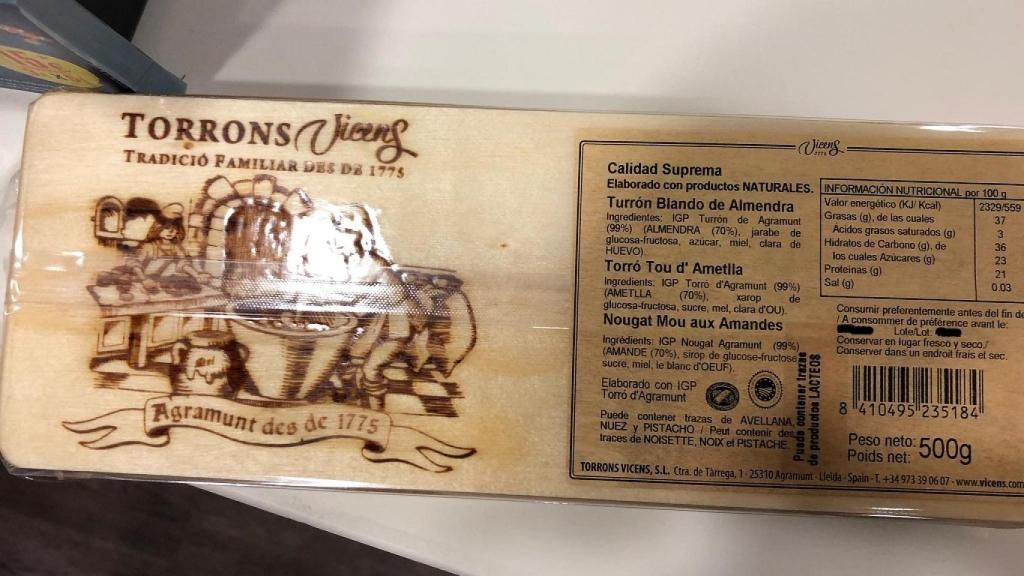 TORRONS Vicens
TRADICIÓ FAMILIAR DES DE 1775
Agramunt des de 1775
Vicens
1775
Calidad Suprema
Elaborado con productos NATURALES.
Turrón Blando de Almendra
Ingredientes: IGP Turrón de Agramunt
(99%) (ALMENDRA (70%), jarabe de
glucosa-fructosa, azúcar, miel, clara de
HUEVO).
Torró Tou d' Ametlla
Ingredients: IGP Torró d'Agramunt (99%)
(AMETLLA (70%), xarop de
glucosa-fructosa, sucre, mel, clara d'OU).
Nougat Mou aux Amandes
Ingrédients: IGP Nougat Agramunt (99%)
(AMANDE (70%), sirop de glucose-fructose
sucre, miel, le blanc d'OEUF).
Elaborado con IGP
Torró d'Agramunt
Puede contener trazas de AVELLANA,
NUEZ y PISTACHO / Peut contenir des
traces de NOISETTE, NOIX et PISTACHE
Puede contener trazas
de productos LACTEOS
INFORMACIÓN NUTRICIONAL por 100 g
Valor energético (KJ/ Kcal) 2329/559
Grasas (g), de las cuales 37
Ácidos grasos saturados (g) 3
Hidratos de Carbono (g), de 36
los cuales Azúcares (g) 23
Proteínas (g) 21
Sal (g) 0.03
Consumir preferentemente antes del fin de
/ A consommer de préférence avant le:
Lote/Lot:
Conservar en lugar fresco y seco./
Conserver dans un endroit frais et sec.
8 410495 235184
Peso neto: 500g
Poids net:
TORRONS VICENS, S.L. Ctra. de Tàrrega, 1 - 25310 Agramunt - Lleida - Spain - T. +34 973 39 06 07 - www.vicens.com